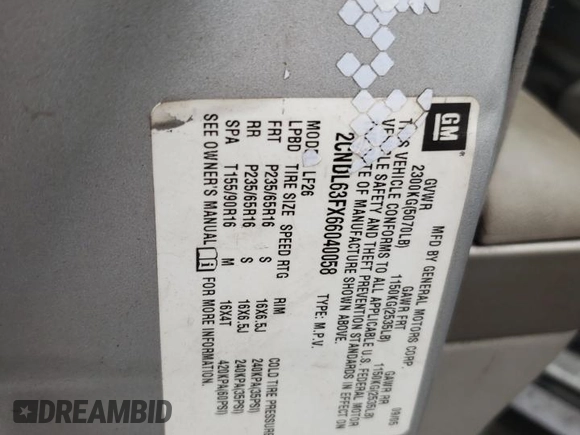 GM
MFD BY GENERAL MOTORS CORP. 09/05
GVWR GAWR FRT GAWR RR
2300KG(5070LB) 1150KG(2535LB) 1150KG(2535LB)
VEHICLE CONFORMS TO ALL APPLICABLE U.S. FEDERAL MOTOR
VEHICLE SAFETY AND THEFT PREVENTION STANDARDS IN EFFECT ON
OF MANUFACTURE SHOWN ABOVE.
2CNDL63FX66040058 TYPE: M.P.V.
LF26
LPBD TIRE SIZE SPEED RTG RIM COLD TIRE PRESSURE
FRT P235/65R16 S 16X6.5J 240KPA(35PSI)
RR P235/65R16 S 16X6.5J 240KPA(35PSI)
SPA T155/90R16 M 16X4T 420KPA(60PSI)
SEE OWNER'S MANUAL FOR MORE INFORMATION.
DREAMBID